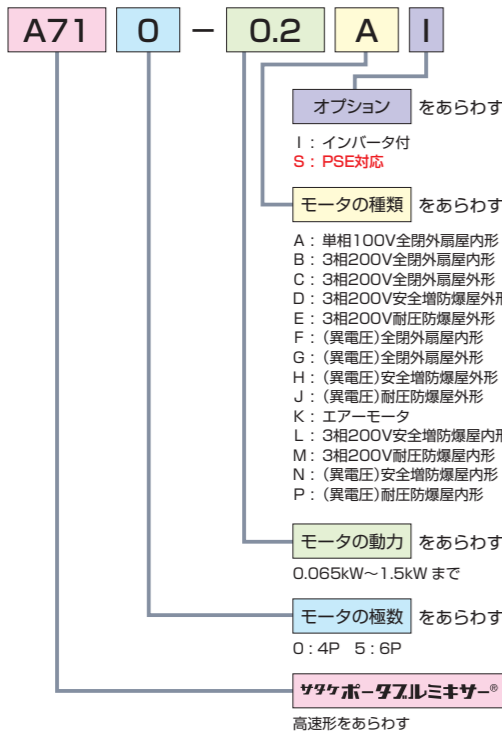 A71 0 － 0.2 A I
オプション をあらわす
I：インバータ付
S：PSE対応
モータの種類 をあらわす
A：単相100V全閉外扇屋内形
B：3相200V全閉外扇屋内形
C：3相200V全閉外扇屋外形
D：3相200V安全増防爆屋外形
E：3相200V耐圧防爆屋外形
F：(異電圧)全閉外扇屋内形
G：(異電圧)全閉外扇屋外形
H：(異電圧)安全増防爆屋外形
J：(異電圧)耐圧防爆屋外形
K：エアーモータ
L：3相200V安全増防爆屋内形
M：3相200V耐圧防爆屋内形
N：(異電圧)安全増防爆屋内形
P：(異電圧)耐圧防爆屋内形
モータの動力 をあらわす
0.065kW～1.5kW まで
モータの極数 をあらわす
0：4P 5：6P
サタケポータブルミキサー®
高速形をあらわす